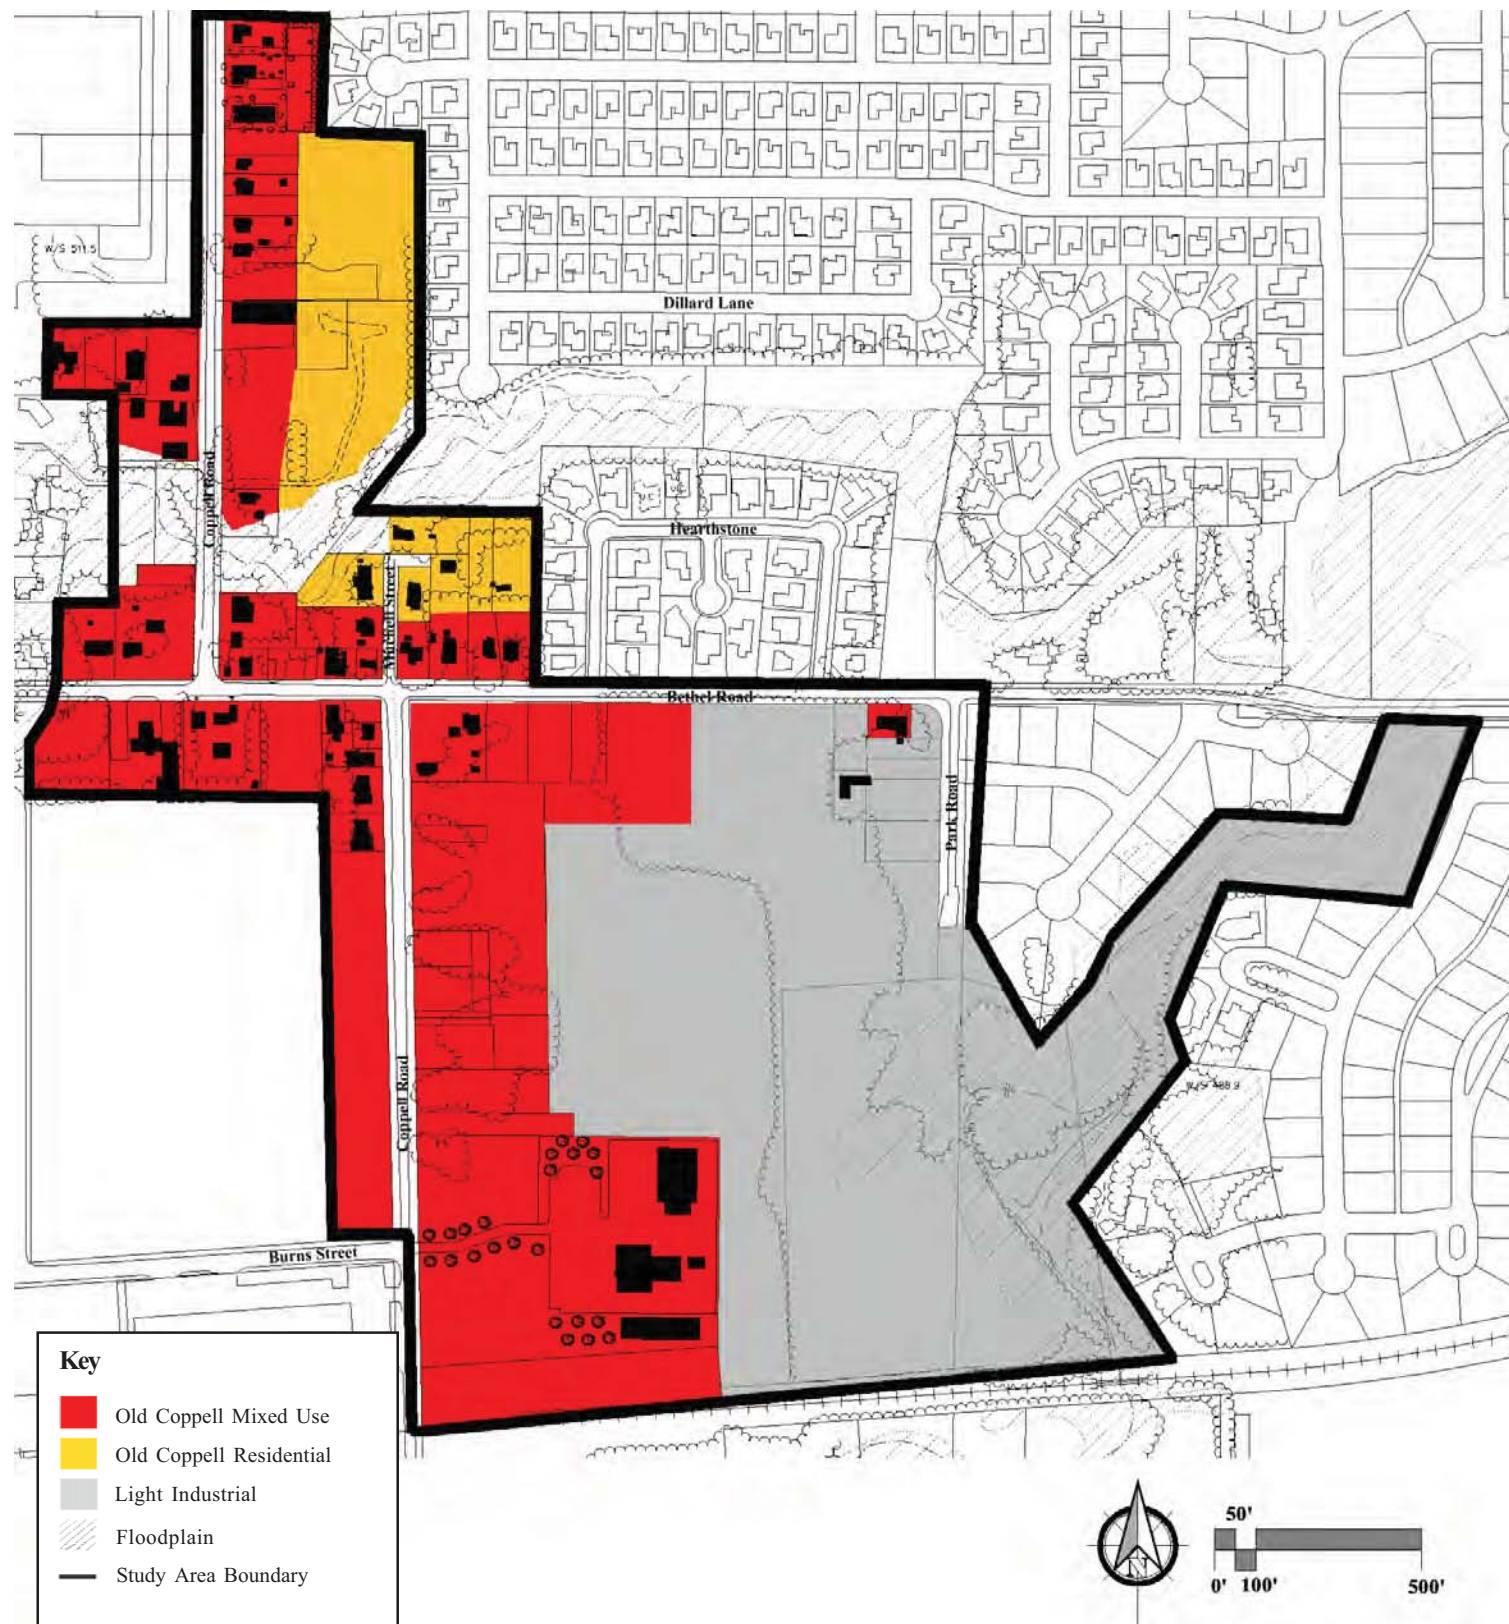 W/S 511.5
Dillard Lane
Coppell Road
Hearthstone
Mitchel Street
Bethel Road
Park Road
Coppell Road
W/S 488.9
Burns Street
Key
Old Coppell Mixed Use
Old Coppell Residential
Light Industrial
Floodplain
Study Area Boundary
N
50'
0' 100' 500'